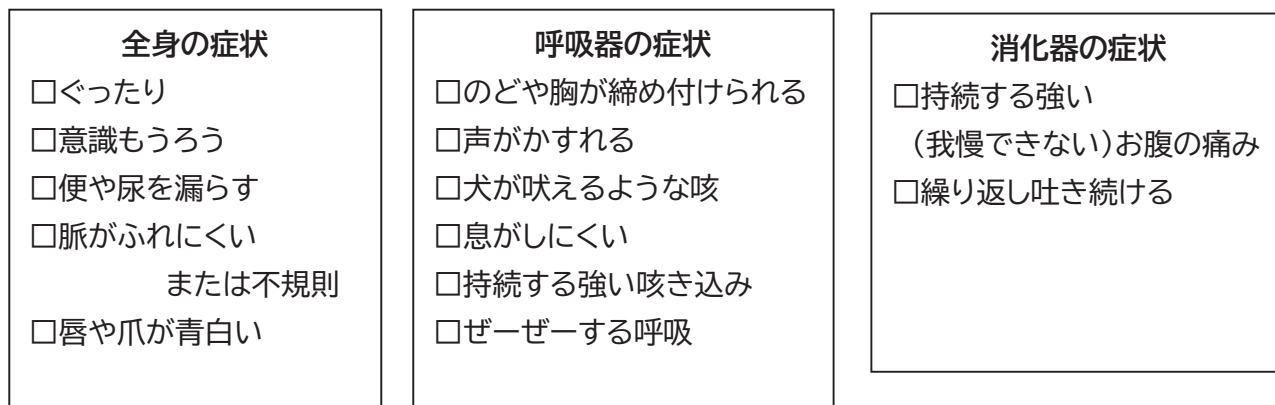 全身の症状
□ぐったり
□意識もうろう
□便や尿を漏らす
□脈がふれにくい
または不規則
□唇や爪が青白い
呼吸器の症状
□のどや胸が締め付けられる
□声がかすれる
□犬が吠えるような咳
□息がしにくい
□持続する強い咳き込み
□ぜーぜーする呼吸
消化器の症状
□持続する強い
（我慢できない）お腹の痛み
□繰り返し吐き続ける